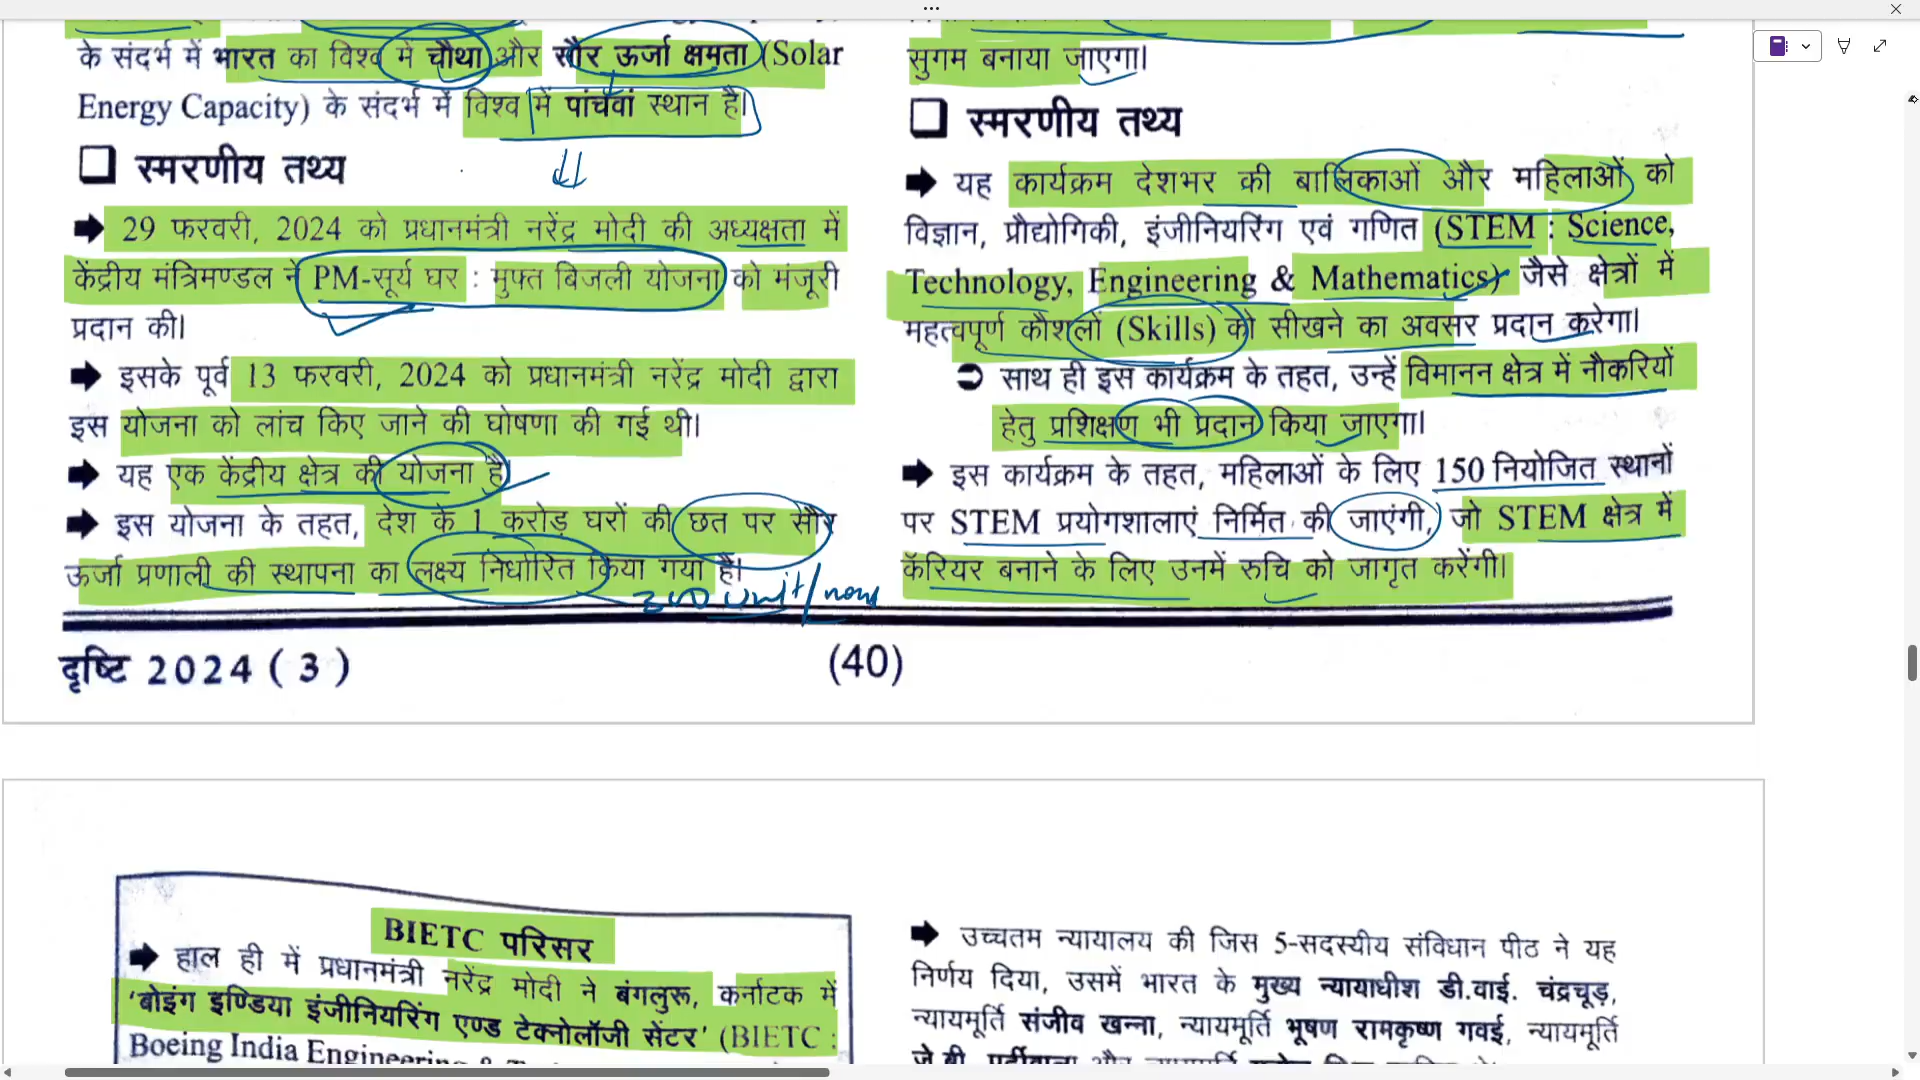 के संदर्भ में भारत का विश्व में चौथा और सौर ऊर्जा क्षमता (Solar
Energy Capacity) के संदर्भ में विश्व में पांचवां स्थान है।
स्मरणीय तथ्य
29 फरवरी, 2024 को प्रधानमंत्री नरेंद्र मोदी की अध्यक्षता में
केंद्रीय मंत्रिमण्डल ने PM-सूर्य घर : मुफ्त बिजली योजना को मंजूरी
प्रदान की।
इसके पूर्व 13 फरवरी, 2024 को प्रधानमंत्री नरेंद्र मोदी द्वारा
इस योजना को लांच किए जाने की घोषणा की गई थी।
यह एक केंद्रीय क्षेत्र की योजना है
इस योजना के तहत, देश के 1 करोड़ घरों की छत पर सौर
ऊर्जा प्रणाली की स्थापना का लक्ष्य निर्धारित किया गया है।
300 unit/
सुगम बनाया जाएगा।
स्मरणीय तथ्य
यह कार्यक्रम देशभर की बालिकाओं और महिलाओं को
विज्ञान, प्रौद्योगिकी, इंजीनियरिंग एवं गणित (STEM : Science,
Technology, Engineering & Mathematics) जैसे क्षेत्रों में
महत्वपूर्ण कौशलों (Skills) को सीखने का अवसर प्रदान करेगा।
साथ ही इस कार्यक्रम के तहत, उन्हें विमानन क्षेत्र में नौकरियों
हेतु प्रशिक्षण भी प्रदान किया जाएगा।
इस कार्यक्रम के तहत, महिलाओं के लिए 150 नियोजित स्थानों
पर STEM प्रयोगशालाएं निर्मित की जाएंगी, जो STEM क्षेत्र में
कॅरियर बनाने के लिए उनमें रुचि को जागृत करेंगी।
दृष्टि 2024 ( 3 )
(40)
BIETC परिसर
हाल ही में प्रधानमंत्री नरेंद्र मोदी ने बंगलुरू, कर्नाटक में
'बोइंग इण्डिया इंजीनियरिंग एण्ड टेक्नोलॉजी सेंटर' (BIETC :
Boeing India Engineering &
उच्चतम न्यायालय की जिस 5-सदस्यीय संविधान पीठ ने यह
निर्णय दिया, उसमें भारत के मुख्य न्यायाधीश डी.वाई. चंद्रचूड़,
न्यायमूर्ति संजीव खन्ना, न्यायमूर्ति भूषण रामकृष्ण गवई, न्यायमूर्ति